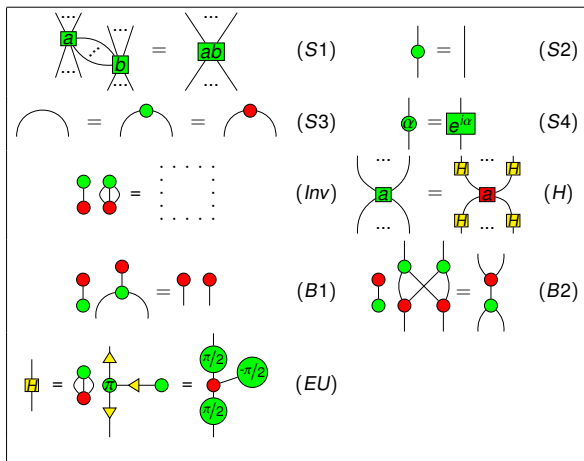 ... ...
a ... b = ab (S1) = (S2)
... ... ...
= = (S3) α = e^{iα} (S4)
... ... ...
= (Inv) a = H H a H H (H)
... ...
= (B1) = (B2)
H = π = π/2 -π/2 π/2 (EU)